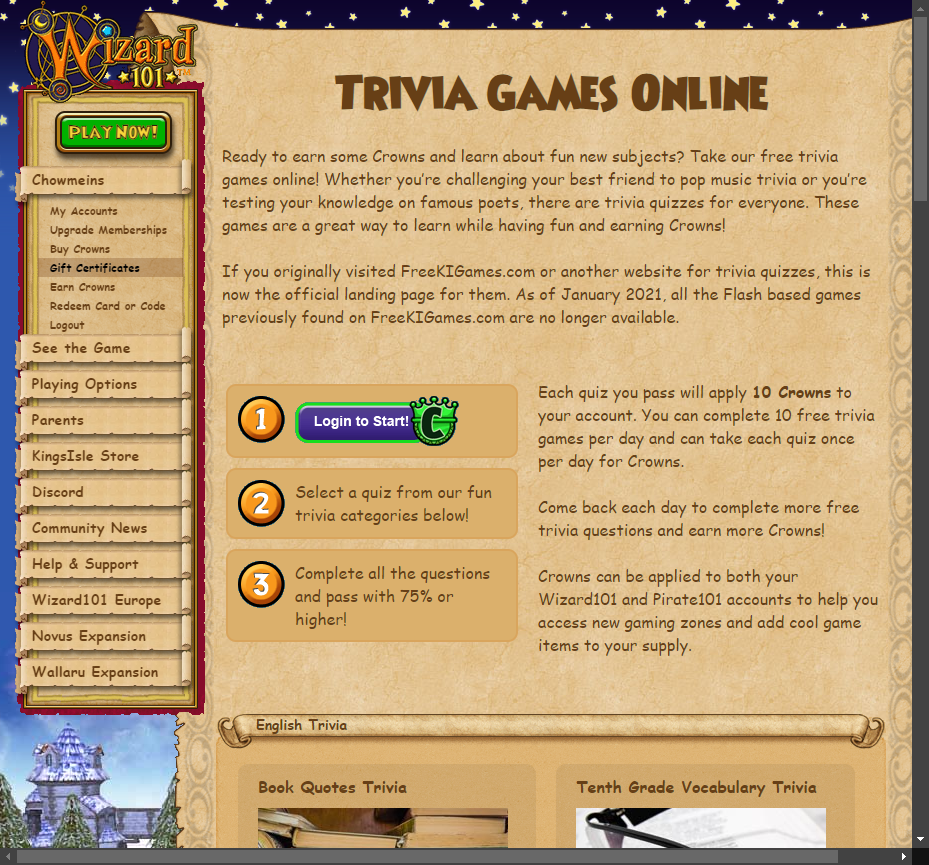 Wizard
101
TM
PLAY NOW!
Chowmeins
My Accounts
Upgrade Memberships
Buy Crowns
Gift Certificates
Earn Crowns
Redeem Card or Code
Logout
See the Game
Playing Options
Parents
KingsIsle Store
Discord
Community News
Help & Support
Wizard101 Europe
Novus Expansion
Wallaru Expansion
TRIVIA GAMES ONLINE
Ready to earn some Crowns and learn about fun new subjects? Take our free trivia
games online! Whether you're challenging your best friend to pop music trivia or you're
testing your knowledge on famous poets, there are trivia quizzes for everyone. These
games are a great way to learn while having fun and earning Crowns!
If you originally visited FreeKIGames.com or another website for trivia quizzes, this is
now the official landing page for them. As of January 2021, all the Flash based games
previously found on FreeKIGames.com are no longer available.
1
Login to Start!
C
2
Select a quiz from our fun
trivia categories below!
3
Complete all the questions
and pass with 75% or
higher!
Each quiz you pass will apply 10 Crowns to
your account. You can complete 10 free trivia
games per day and can take each quiz once
per day for Crowns.
Come back each day to complete more free
trivia questions and earn more Crowns!
Crowns can be applied to both your
Wizard101 and Pirate101 accounts to help you
access new gaming zones and add cool game
items to your supply.
English Trivia
Book Quotes Trivia
Tenth Grade Vocabulary Trivia